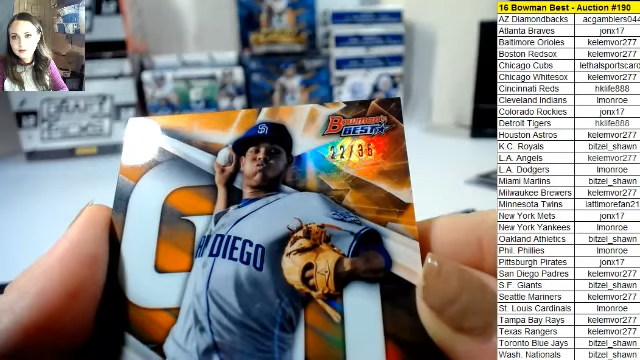 16 Bowman Best - Auction #190
AZ Diamondbacks acgamblers044
Atlanta Braves jonx17
Baltimore Orioles kelemvor277
Boston Redsox kelemvor277
Chicago Cubs lethalsportscard
Chicago Whitesox kelemvor277
Cincinnati Reds hklife888
Cleveland Indians lmonroe
Colorado Rockies jonx17
Detroit Tigers hklife888
Houston Astros kelemvor277
K.C. Royals bitzel_shawn
L.A. Angels kelemvor277
L.A. Dodgers lmonroe
Miami Marlins bitzel_shawn
Milwaukee Brewers kelemvor277
Minnesota Twins lattimorefan21
New York Mets jonx17
New York Yankees lmonroe
Oakland Athletics bitzel_shawn
Phil. Phillies lmonroe
Pittsburgh Pirates jonx17
San Diego Padres kelemvor277
S.F. Giants bitzel_shawn
Seattle Mariners kelemvor277
St. Louis Cardinals lmonroe
Tampa Bay Rays kelemvor277
Texas Rangers kelemvor277
Toronto Blue Jays bitzel_shawn
Wash. Nationals bitzel_shawn
Bowman's
BEST
22/35
SD
DIEGO